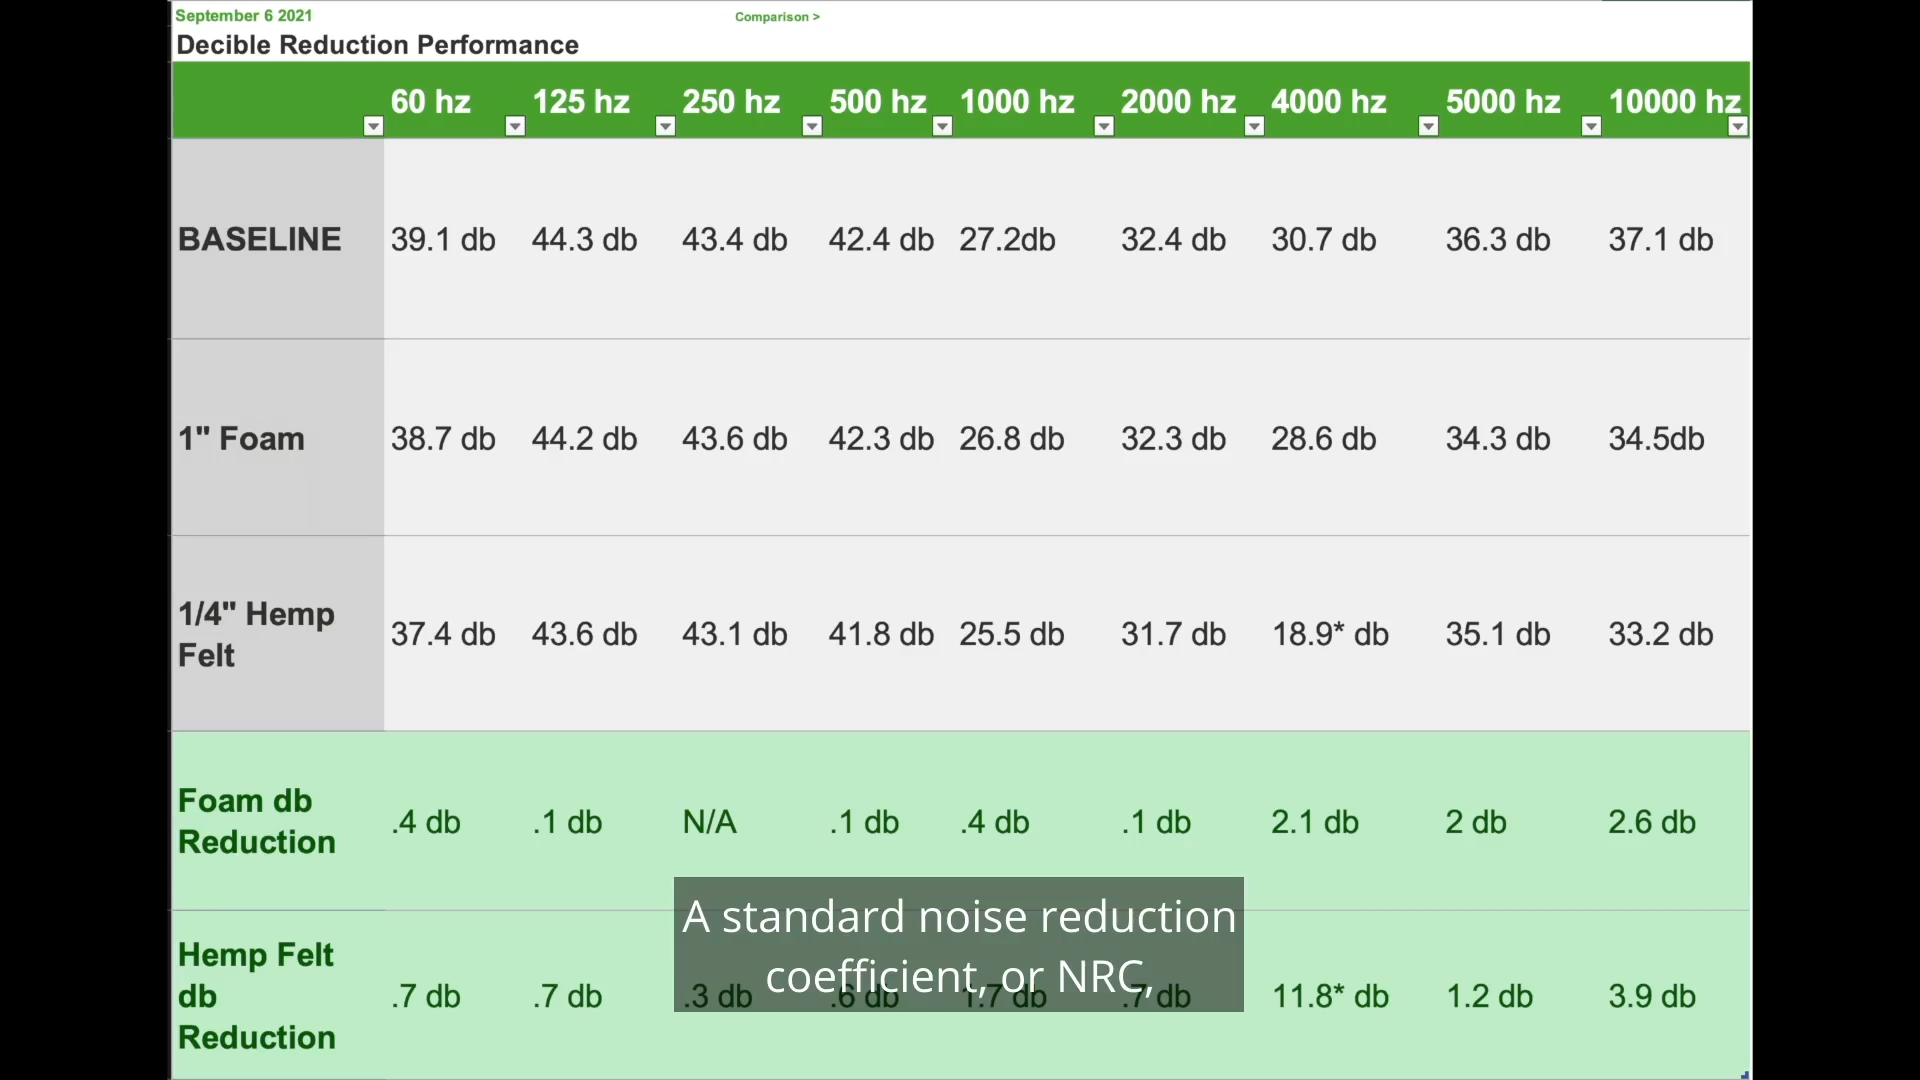 September 6 2021
Comparison >
Decible Reduction Performance
60 hz 125 hz 250 hz 500 hz 1000 hz 2000 hz 4000 hz 5000 hz 10000 hz
BASELINE 39.1 db 44.3 db 43.4 db 42.4 db 27.2db 32.4 db 30.7 db 36.3 db 37.1 db
1" Foam 38.7 db 44.2 db 43.6 db 42.3 db 26.8 db 32.3 db 28.6 db 34.3 db 34.5db
1/4" Hemp
Felt 37.4 db 43.6 db 43.1 db 41.8 db 25.5 db 31.7 db 18.9* db 35.1 db 33.2 db
Foam db
Reduction .4 db .1 db N/A .1 db .4 db .1 db 2.1 db 2 db 2.6 db
Hemp Felt
db
Reduction .7 db .7 db .3 db .6 db 1.7 db .7 db 11.8* db 1.2 db 3.9 db
A standard noise reduction
coefficient, or NRC,